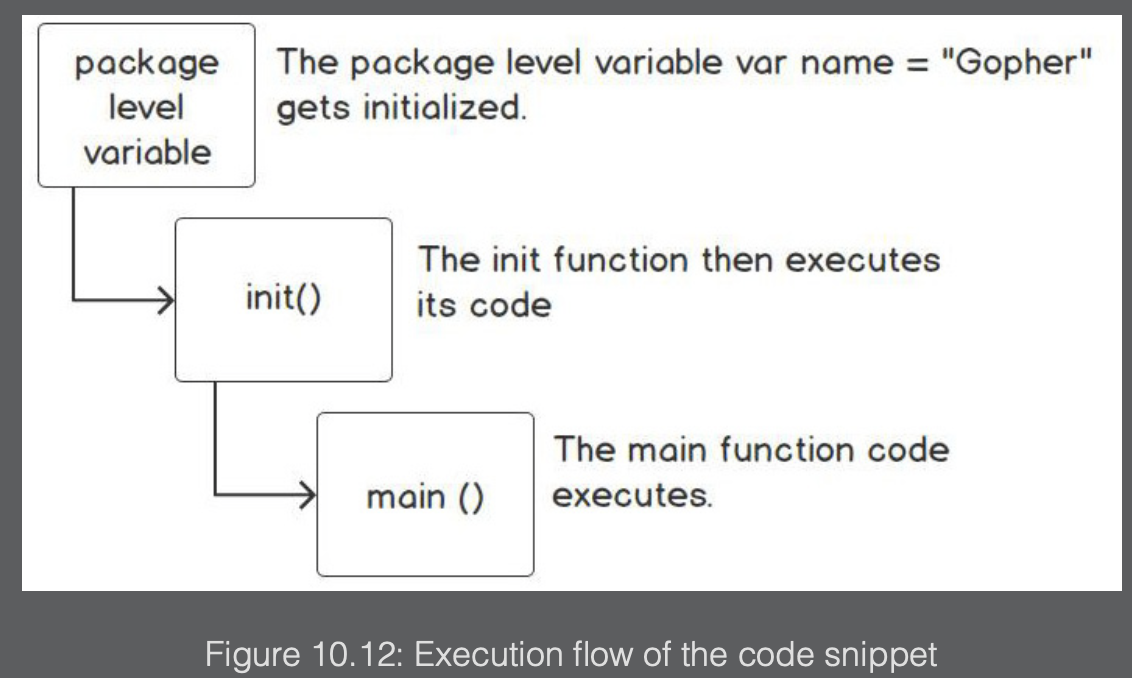 package
level
variable
The package level variable var name = "Gopher"
gets initialized.
init()
The init function then executes
its code
main ()
The main function code
executes.
Figure 10.12: Execution flow of the code snippet